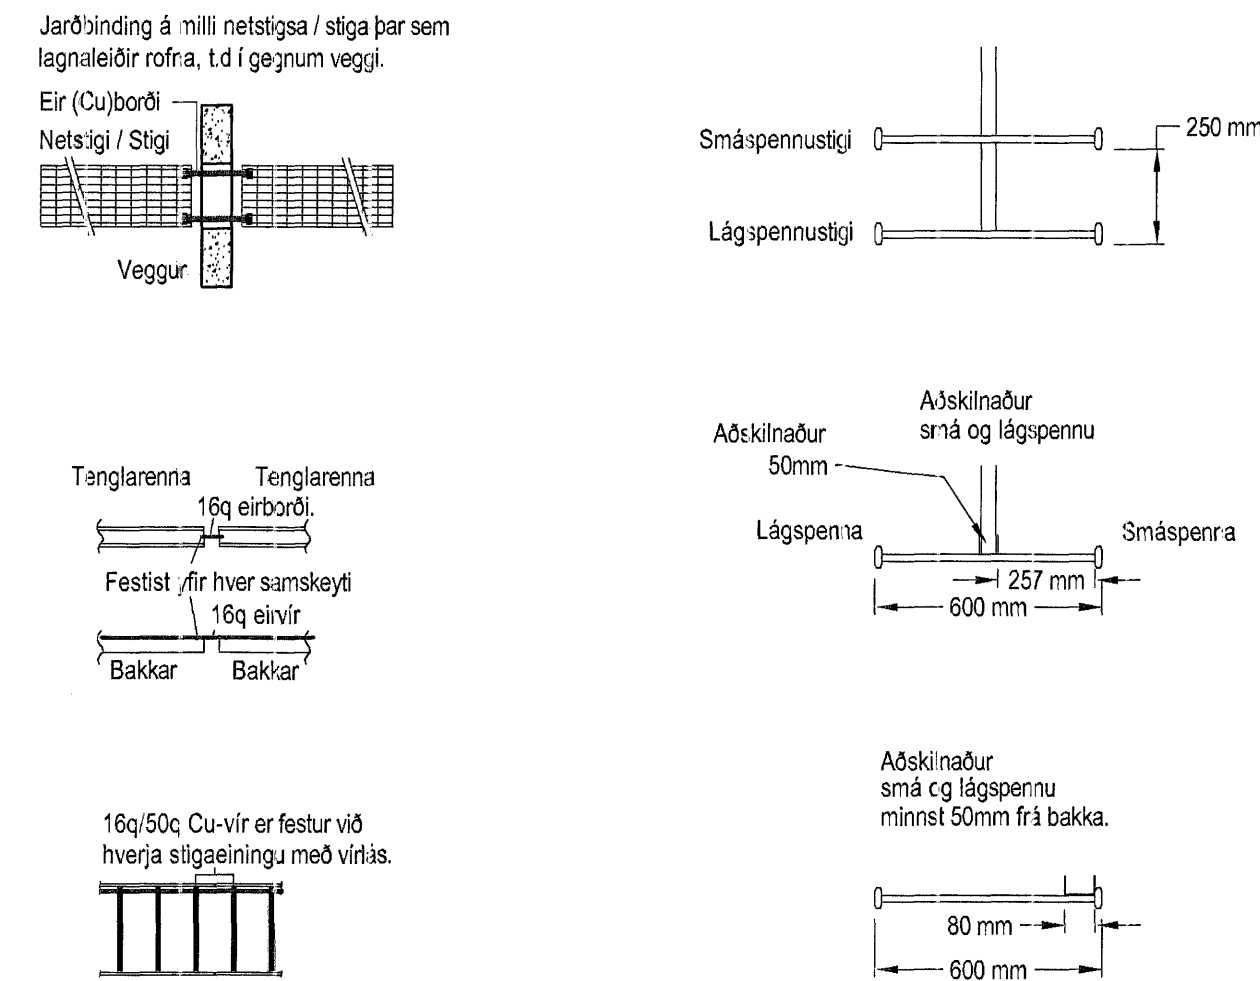 Jarðbinding á milli netstigsa / stiga þar sem
lagnaleiðir rofna, t.d í gegnum veggi.
Eir (Cu)borði
Netstigi / Stigi
Veggur
Smáspennustigi
250 mm
Lágspennustigi
Tenglarenna Tenglarenna
16q eirborði.
Festist yfir hver samskeyti
16q eirvír
Bakkar Bakkar
Aðskilnaður
smá og lágspennu
Aðskilnaður
50mm
Lágspenna Smáspenna
257 mm
600 mm
16q/50q Cu-vír er festur við
hverja stigaeiningu með vírlás.
Aðskilnaður
smá og lágspennu
minnst 50mm frá bakka.
80 mm
600 mm